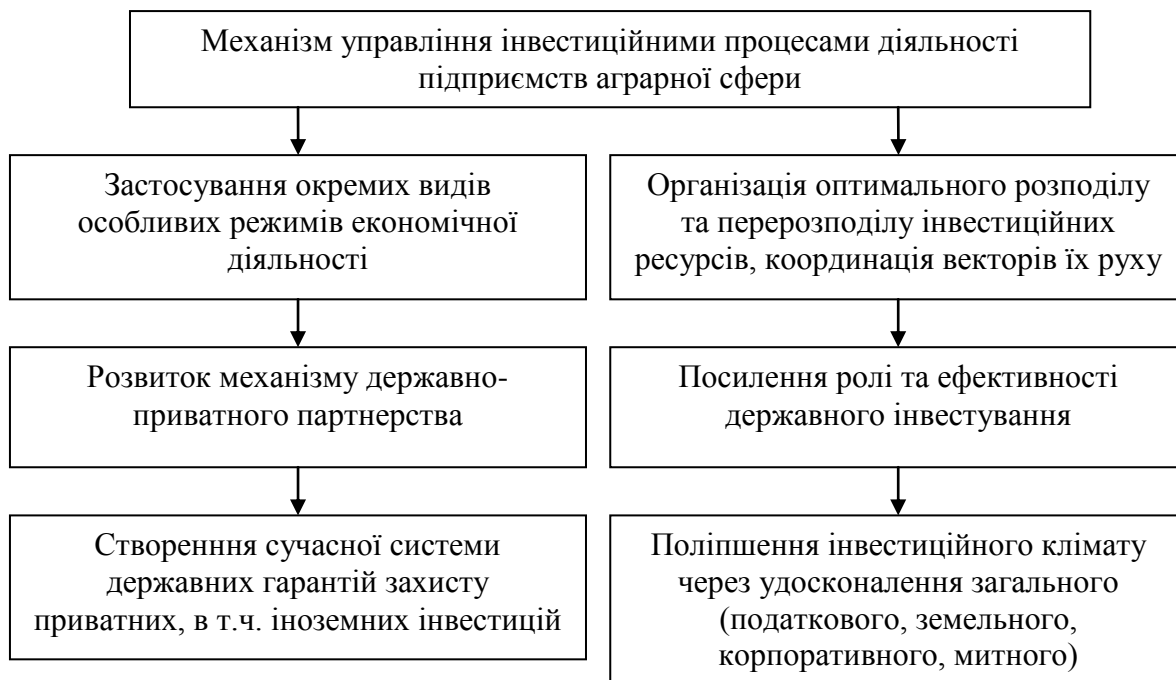 Механізм управління інвестиційними процесами діяльності
підприємств аграрної сфери
Застосування окремих видів
особливих режимів економічної
діяльності
Організація оптимального розподілу
та перерозподілу інвестиційних
ресурсів, координація векторів їх руху
Розвиток механізму державно-
приватного партнерства
Посилення ролі та ефективності
державного інвестування
Створенння сучасної системи
державних гарантій захисту
приватних, в т.ч. іноземних інвестицій
Поліпшення інвестиційного клімату
через удосконалення загального
(податкового, земельного,
корпоративного, митного)